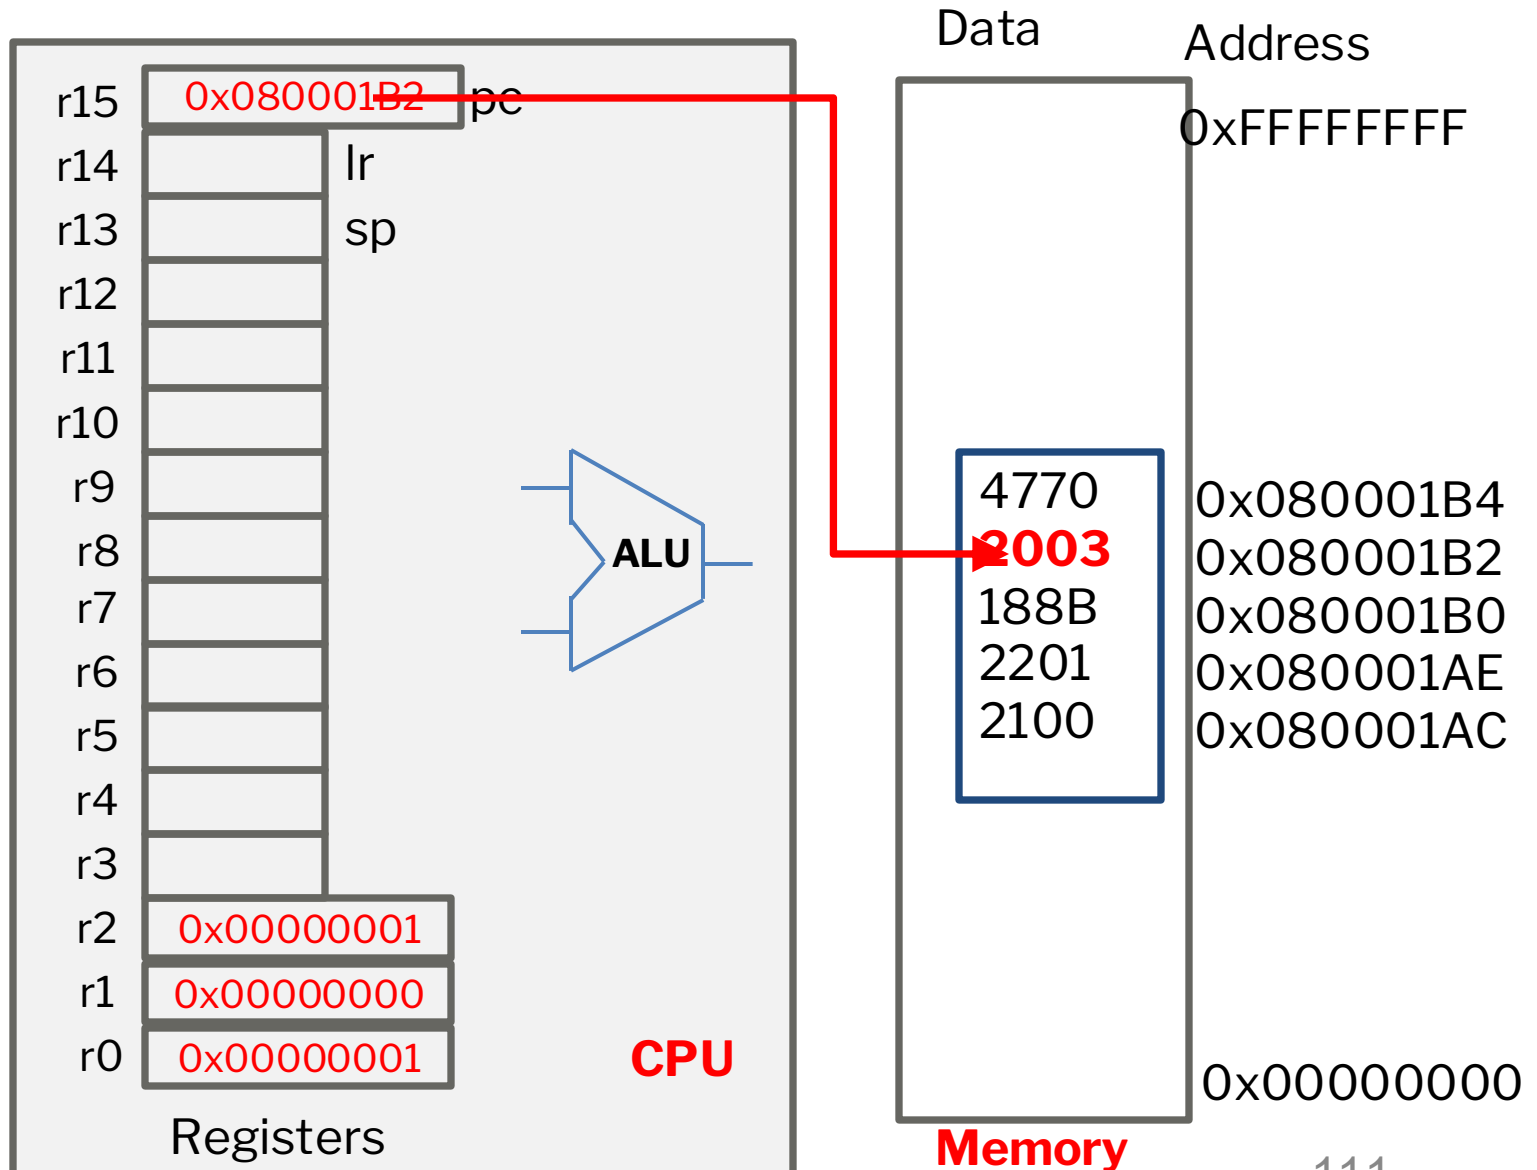 Data
Address
r15 0x080001B2 pc
0xFFFFFFFF
r14 lr
r13 sp
r12
r11
r10
r9 4770 0x080001B4
r8 ALU 2003 0x080001B2
r7 188B 0x080001B0
r6 2201 0x080001AE
r5 2100 0x080001AC
r4
r3
r2 0x00000001
r1 0x00000000
r0 0x00000001 CPU
0x00000000
Registers
Memory
111